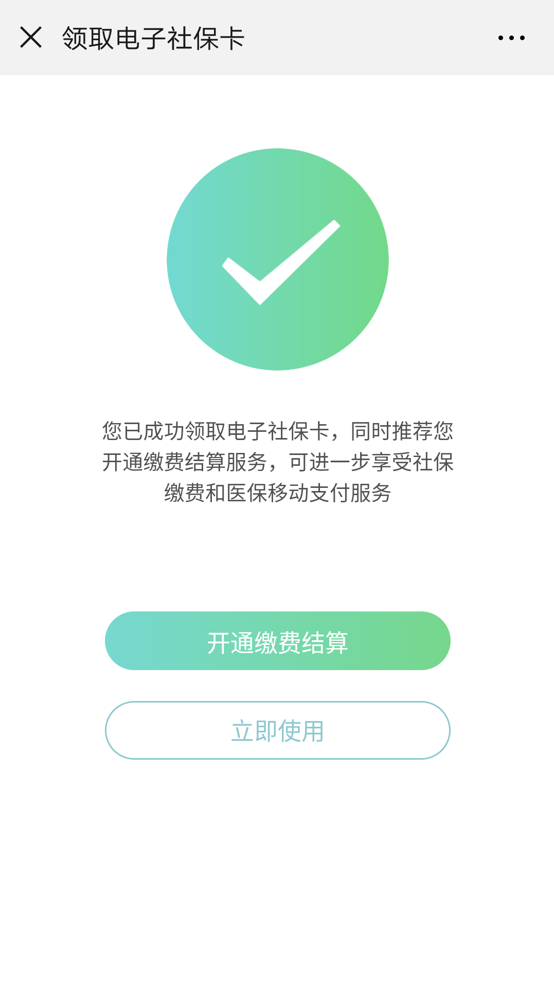 领取电子社保卡
您已成功领取电子社保卡，同时推荐您
开通缴费结算服务，可进一步享受社保
缴费和医保移动支付服务
开通缴费结算
立即使用